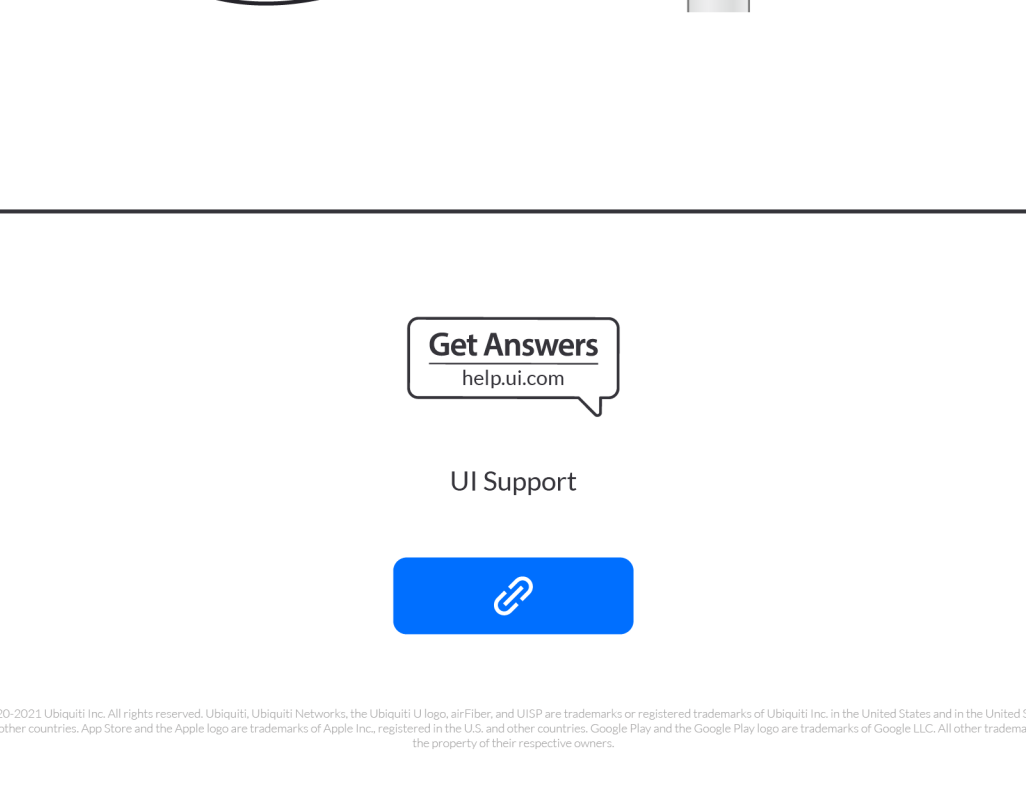 Get Answers
help.ui.com
UI Support
20-2021 Ubiquiti Inc. All rights reserved. Ubiquiti, Ubiquiti Networks, the Ubiquiti U logo, airFiber, and UISP are trademarks or registered trademarks of Ubiquiti Inc. in the United States and in the United
other countries. App Store and the Apple logo are trademarks of Apple Inc., registered in the U.S. and other countries. Google Play and the Google Play logo are trademarks of Google LLC. All other
the property of their respective owners.